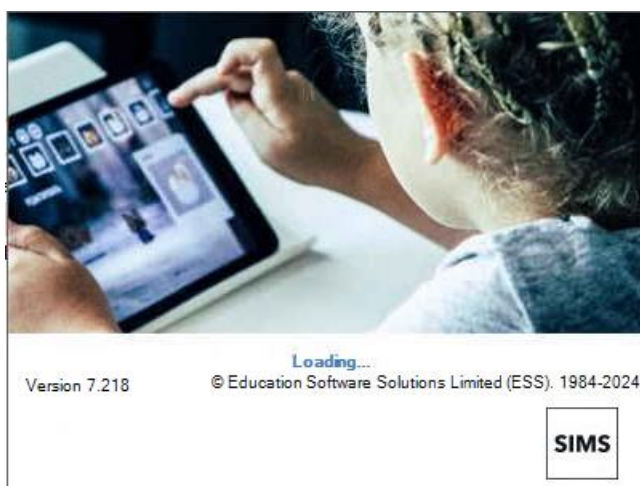 Loading...
Version 7.218
© Education Software Solutions Limited (ESS). 1984-2024
SIMS